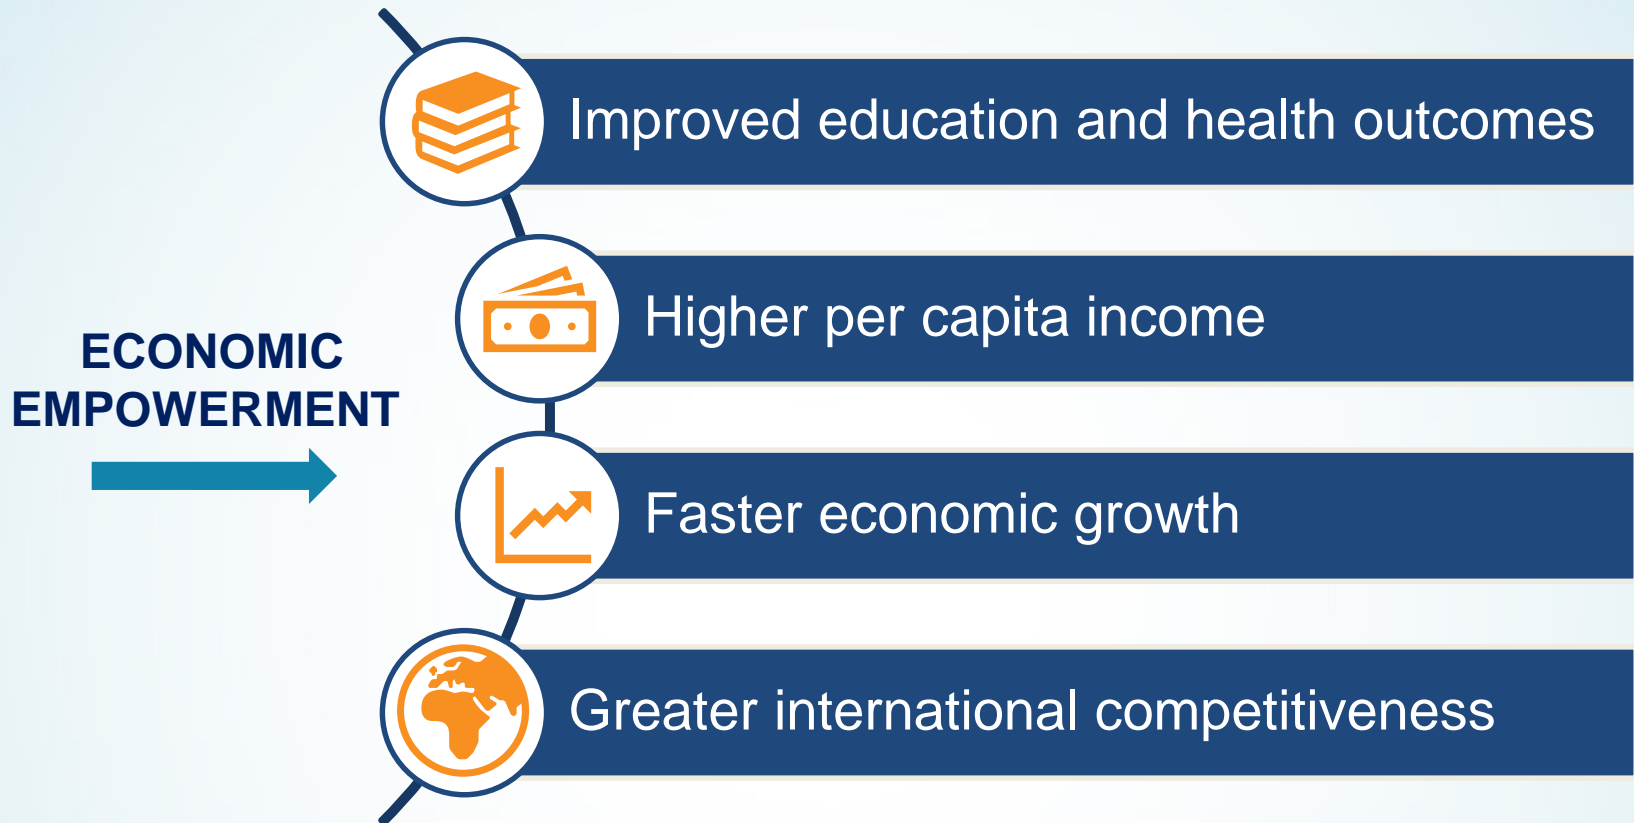 ECONOMIC
EMPOWERMENT
Improved education and health outcomes
Higher per capita income
Faster economic growth
Greater international competitiveness